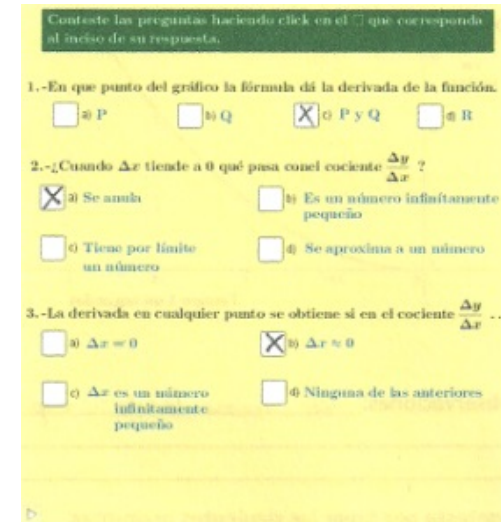 Conteste las preguntas haciendo click en el □ que corresponda
al inciso de su respuesta.
1.-En que punto del gráfico la fórmula dá la derivada de la función.
a) P b) Q c) P y Q d) R
2.-¿Cuando Δx tiende a 0 qué pasa conel cociente Δy/Δx ?
a) Se anula b) Es un número infinítamente
pequeño
c) Tiene por límite d) Se aproxima a un número
un número
3.-La derivada en cualquier punto se obtiene si en el cociente Δy/Δx . .
a) Δx = 0 b) Δx ≈ 0
c) Δx es un número d) Ninguna de las anteriores
infinitamente
pequeño